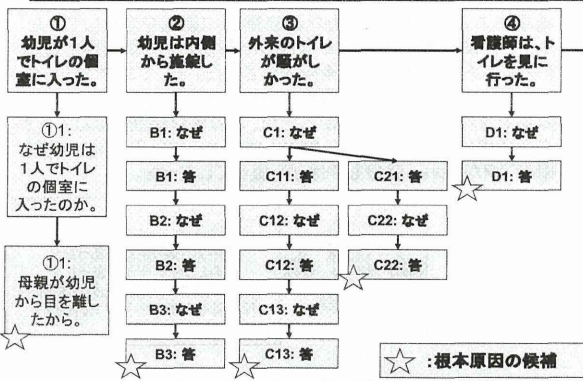 ①
幼児が1人
でトイレの個
室に入った。
②
幼児は内側
から施錠し
た。
③
外来のトイレ
が騒がし
かった。
④
看護師は、ト
イレを見に
行った。
①1:
なぜ幼児は
1人でトイレ
の個室に
入ったのか。
①1:
母親が幼児
から目を離し
たから。
B1: なぜ
B1: 答
B2: なぜ
B2: 答
B3: なぜ
B3: 答
C1: なぜ
C11: 答
C12: なぜ
C12: 答
C13: なぜ
C13: 答
C21: 答
C22: なぜ
C22: 答
D1: なぜ
D1: 答
:根本原因の候補